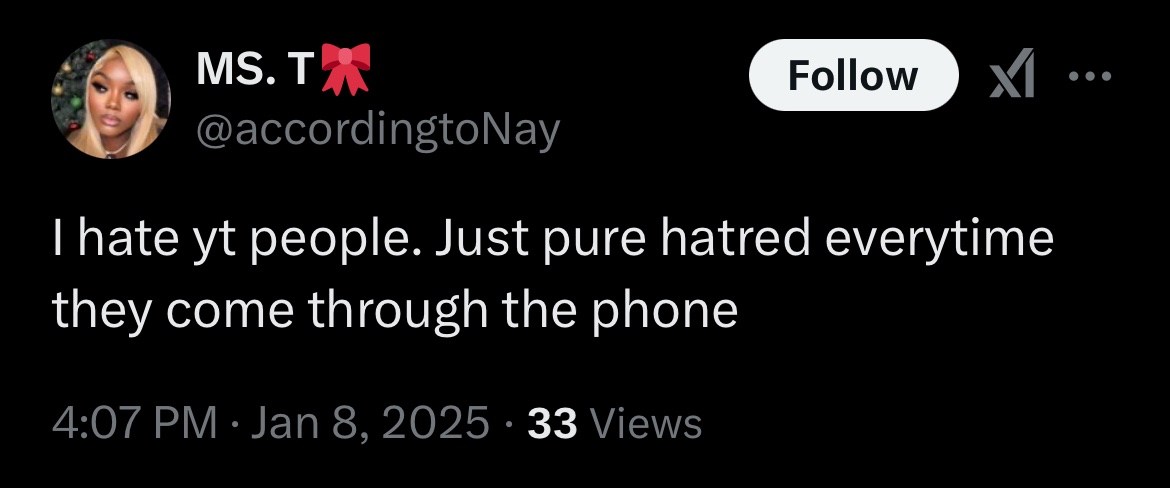 MS. T🎀
Follow
@accordingtoNay
I hate yt people. Just pure hatred everytime
they come through the phone
4:07 PM · Jan 8, 2025 · 33 Views